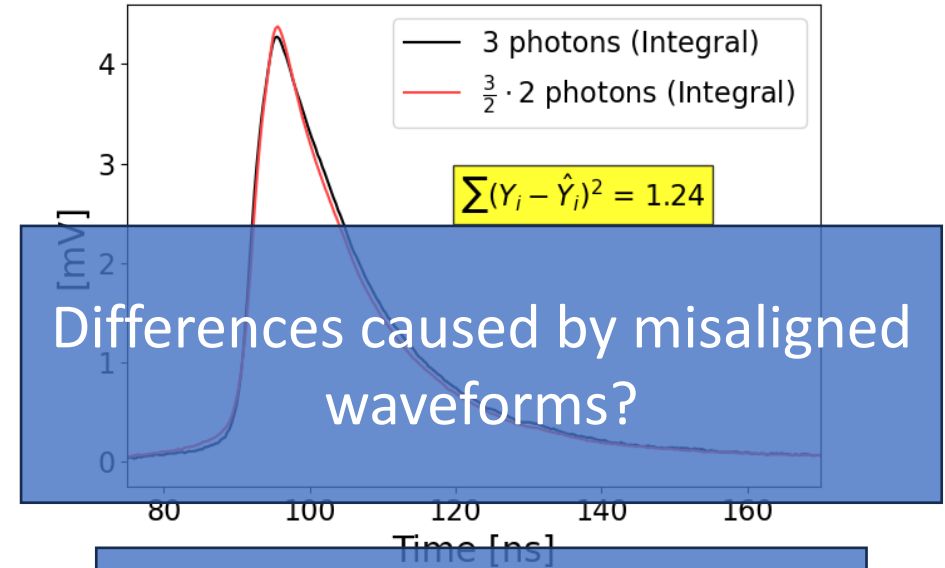 4
3 photons (Integral)
3/2 · 2 photons (Integral)
3
∑(Yᵢ − Ŷᵢ)² = 1.24
[mV]
2
Differences caused by misaligned
waveforms?
1
0
80 100 120 140 160
Time [ns]